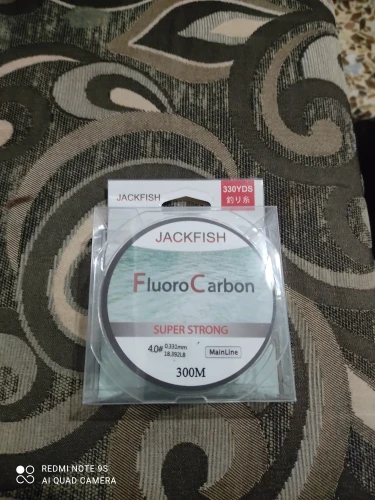 JACKFISH
330YDS
釣り糸
JACKFISH
FluoroCarbon
SUPER STRONG
4.0# 0.331mm
18.392LB
MainLine
300M
REDMI NOTE 9S
AI QUAD CAMERA